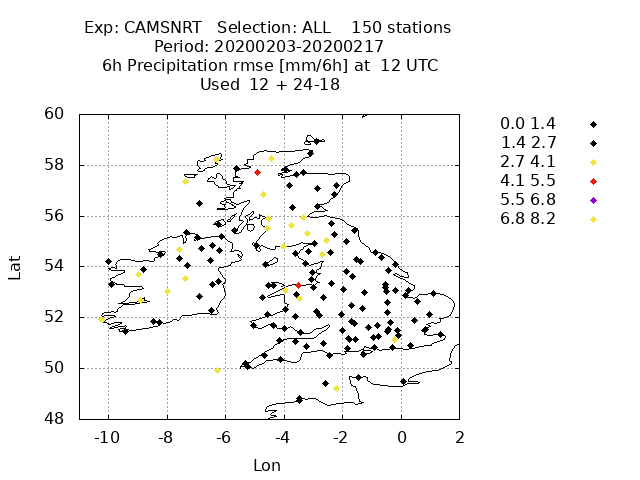 Exp: CAMSNRT   Selection: ALL    150 stations
Period: 20200203-20200217
6h Precipitation rmse [mm/6h] at  12 UTC
Used  12 + 24-18
60
58
56
54
52
50
48
-10 -8 -6 -4 -2 0 2
Lat
Lon
0.0 1.4
1.4 2.7
2.7 4.1
4.1 5.5
5.5 6.8
6.8 8.2